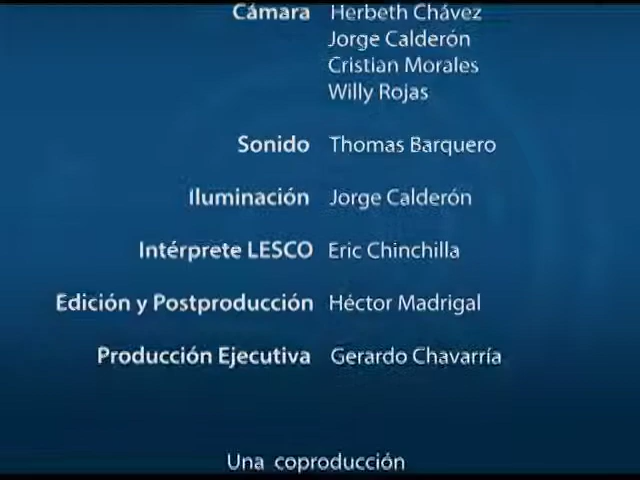 Cámara Herbeth Chávez
Jorge Calderón
Cristian Morales
Willy Rojas
Sonido Thomas Barquero
Iluminación Jorge Calderón
Intérprete LESCO Eric Chinchilla
Edición y Postproducción Héctor Madrigal
Producción Ejecutiva Gerardo Chavarría
Una coproducción